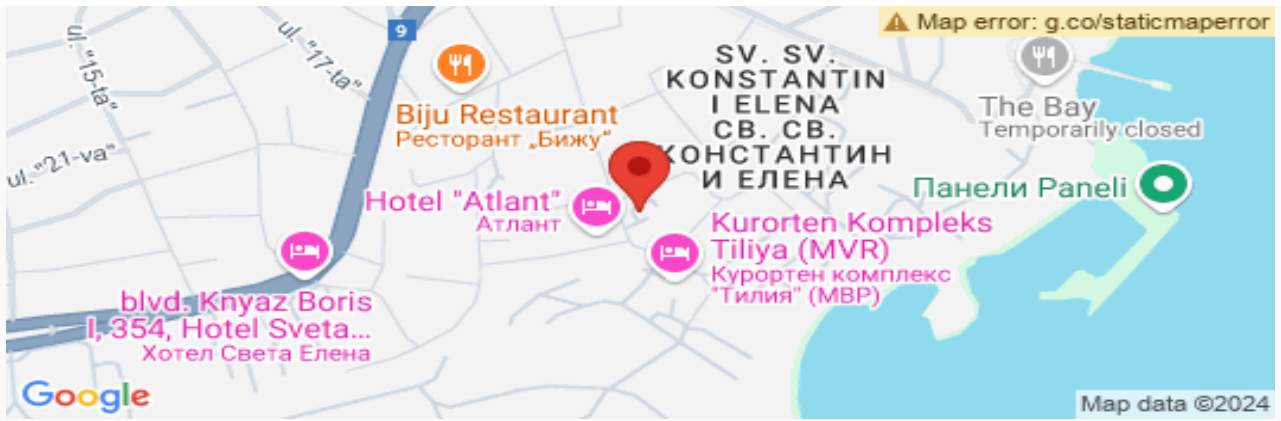 Map error: g.co/staticmaperror
9
ul. "15-ta"
ul. "17-ta"
ul. "21-va"
Biju Restaurant
Ресторант „Бижу“
SV. SV.
KONSTANTIN
I ELENA
СВ. СВ.
КОНСТАНТИН
И ЕЛЕНА
The Bay
Temporarily closed
Панели Paneli
Hotel "Atlant"
Атлант
Kurorten Kompleks
Tiliya (MVR)
Курортен комплекс
"Тилия" (МВР)
blvd. Knyaz Boris
I, 354, Hotel Sveta...
Хотел Света Елена
Google
Map data ©2024